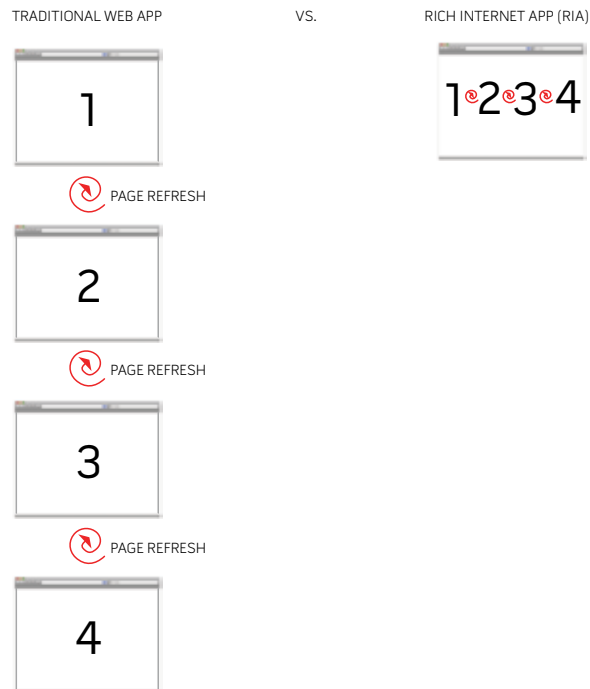 TRADITIONAL WEB APP VS. RICH INTERNET APP (RIA)
1
1 2 3 4
PAGE REFRESH
2
PAGE REFRESH
3
PAGE REFRESH
4